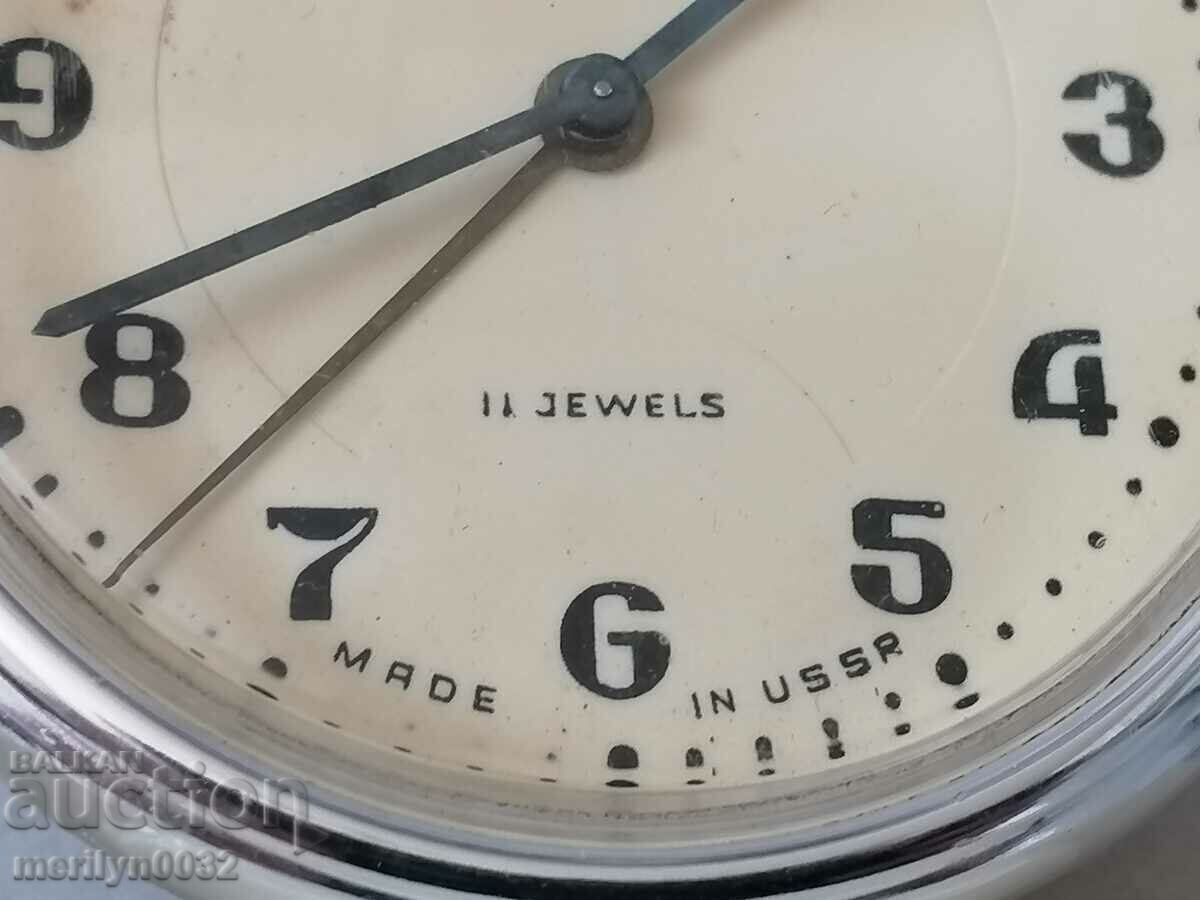 9
3
8
4
11 JEWELS
7
5
6
MADE IN USSR
BALKAN
auction
merilyn0032